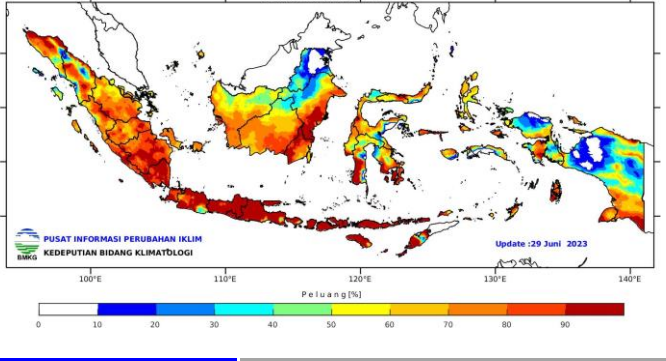 PUSAT INFORMASI PERUBAHAN IKLIM
KEDEPUTIAN BIDANG KLIMATOLOGI
BMKG
Update :29 Juni 2023
100°E 110°E 120°E 130°E 140°E
Peluang[%]
0 10 20 30 40 50 60 70 80 90